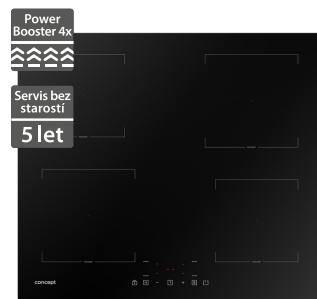 Power
Booster 4x
Servis bez
starostí
5 let
concept